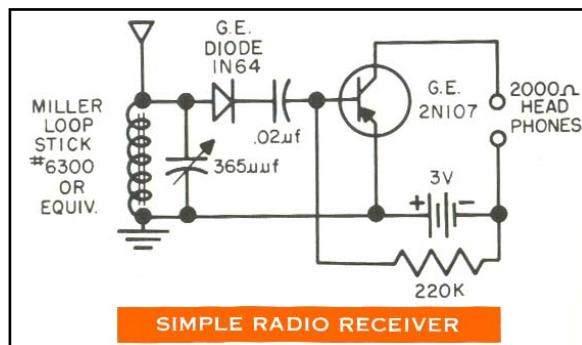 G.E.
DIODE
IN64
MILLER
LOOP
STICK
#6300
OR
EQUIV.
365µµf
.02µf
G.E.
2N107
2000Ω
HEAD
PHONES
+ 3V −
220K
SIMPLE RADIO RECEIVER